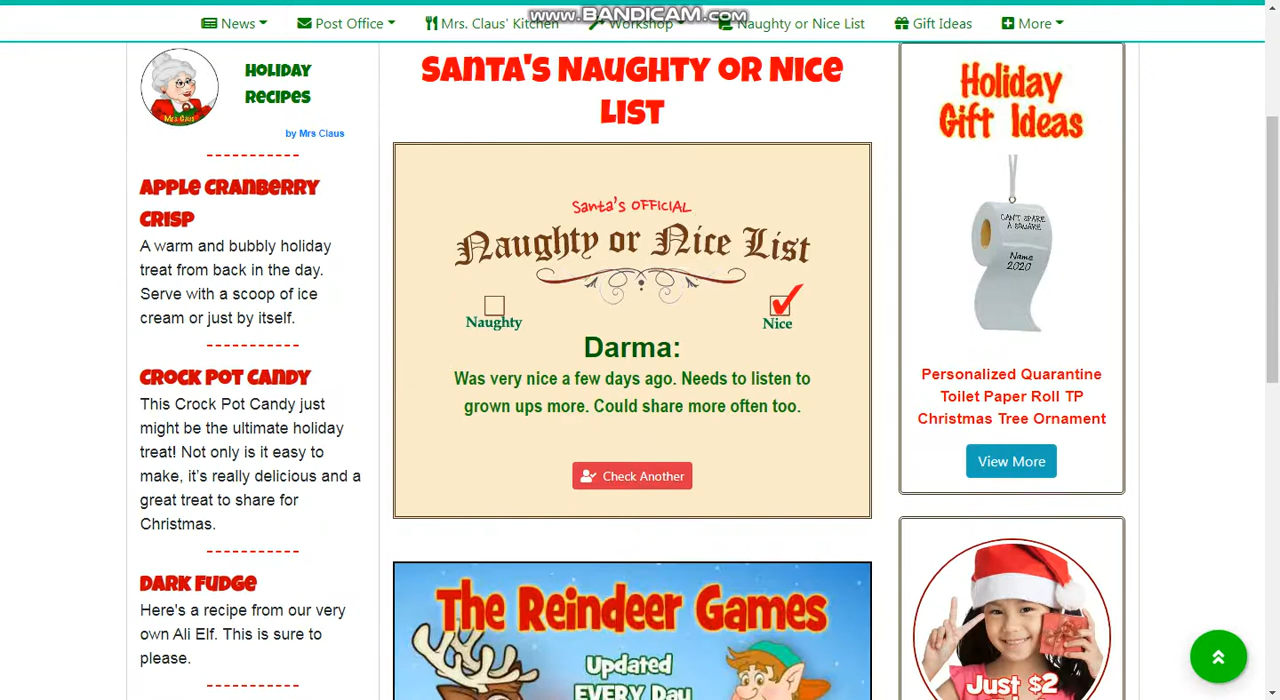 www.BANDICAM.com
News
Post Office
Mrs. Claus' Kitchen
Workshop
Naughty or Nice List
Gift Ideas
More
Mrs. Claus
Holiday
Recipes
by Mrs Claus
Apple Cranberry
Crisp
A warm and bubbly holiday
treat from back in the day.
Serve with a scoop of ice
cream or just by itself.
Crock Pot Candy
This Crock Pot Candy just
might be the ultimate holiday
treat! Not only is it easy to
make, it's really delicious and a
great treat to share for
Christmas.
Dark Fudge
Here's a recipe from our very
own Ali Elf. This is sure to
please.
Santa's Naughty or Nice
List
Santa's OFFICIAL
Naughty or Nice List
Naughty
Nice
Darma:
Was very nice a few days ago. Needs to listen to
grown ups more. Could share more often too.
Check Another
The Reindeer Games
Updated
EVERY Day
Holiday
Gift Ideas
CAN'T SPARE
A SQUARE
Name
2020
Personalized Quarantine
Toilet Paper Roll TP
Christmas Tree Ornament
View More
Just $2